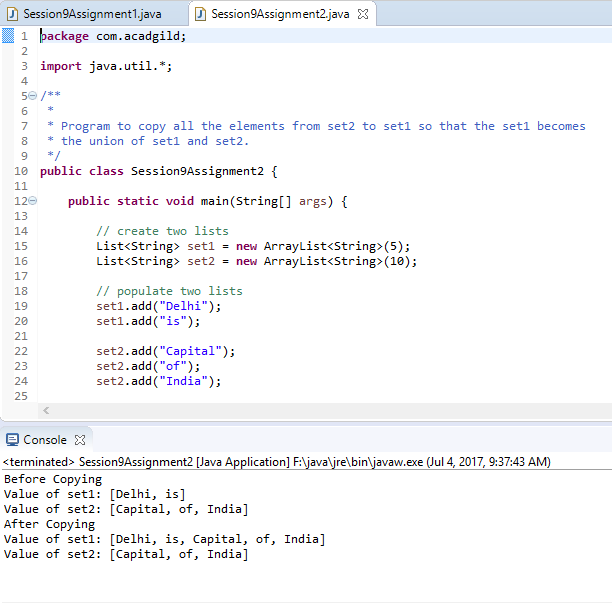 Session9Assignment1.java Session9Assignment2.java
1 package com.acadgild;
2
3 import java.util.*;
4
5 /**
6 *
7 * Program to copy all the elements from set2 to set1 so that the set1 becomes
8 * the union of set1 and set2.
9 */
10 public class Session9Assignment2 {
11
12 public static void main(String[] args) {
13
14 // create two lists
15 List<String> set1 = new ArrayList<String>(5);
16 List<String> set2 = new ArrayList<String>(10);
17
18 // populate two lists
19 set1.add("Delhi");
20 set1.add("is");
21
22 set2.add("Capital");
23 set2.add("of");
24 set2.add("India");
25
Console
<terminated> Session9Assignment2 [Java Application] F:\java\jre\bin\javaw.exe (Jul 4, 2017, 9:37:43 AM)
Before Copying
Value of set1: [Delhi, is]
Value of set2: [Capital, of, India]
After Copying
Value of set1: [Delhi, is, Capital, of, India]
Value of set2: [Capital, of, India]